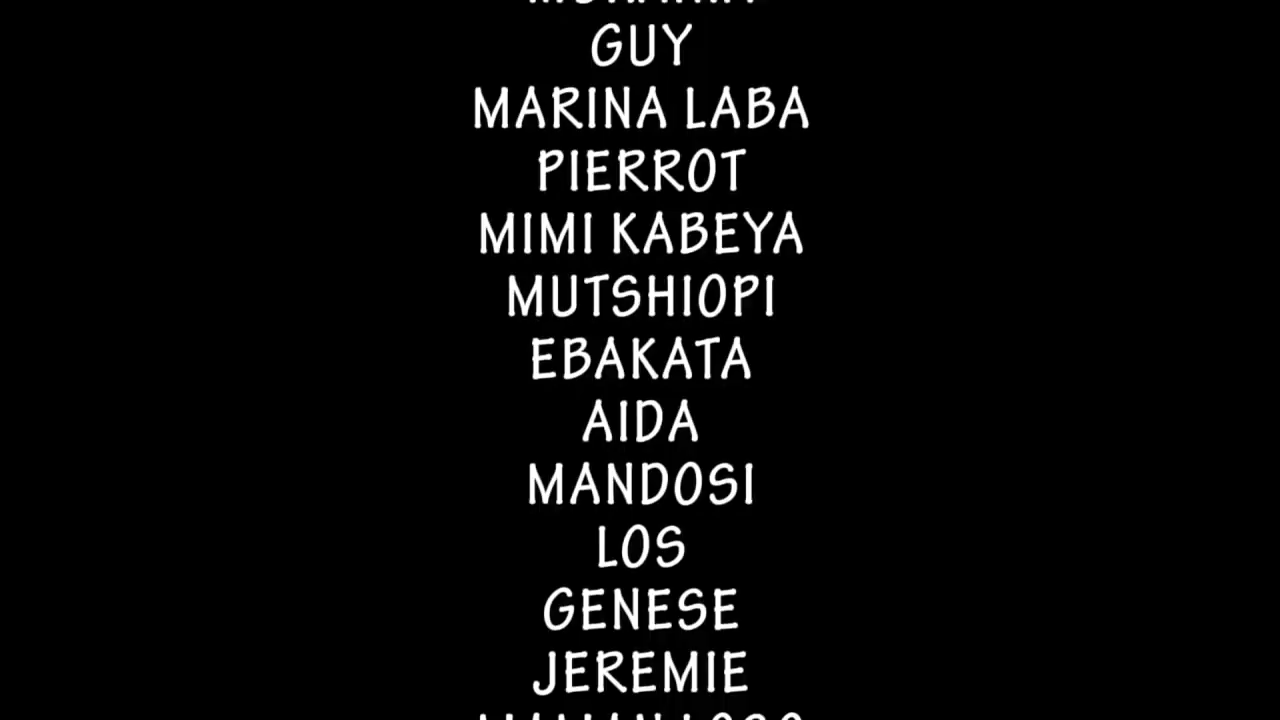 GUY
MARINA LABA
PIERROT
MIMI KABEYA
MUTSHIOPI
EBAKATA
AIDA
MANDOSI
LOS
GENESE
JEREMIE